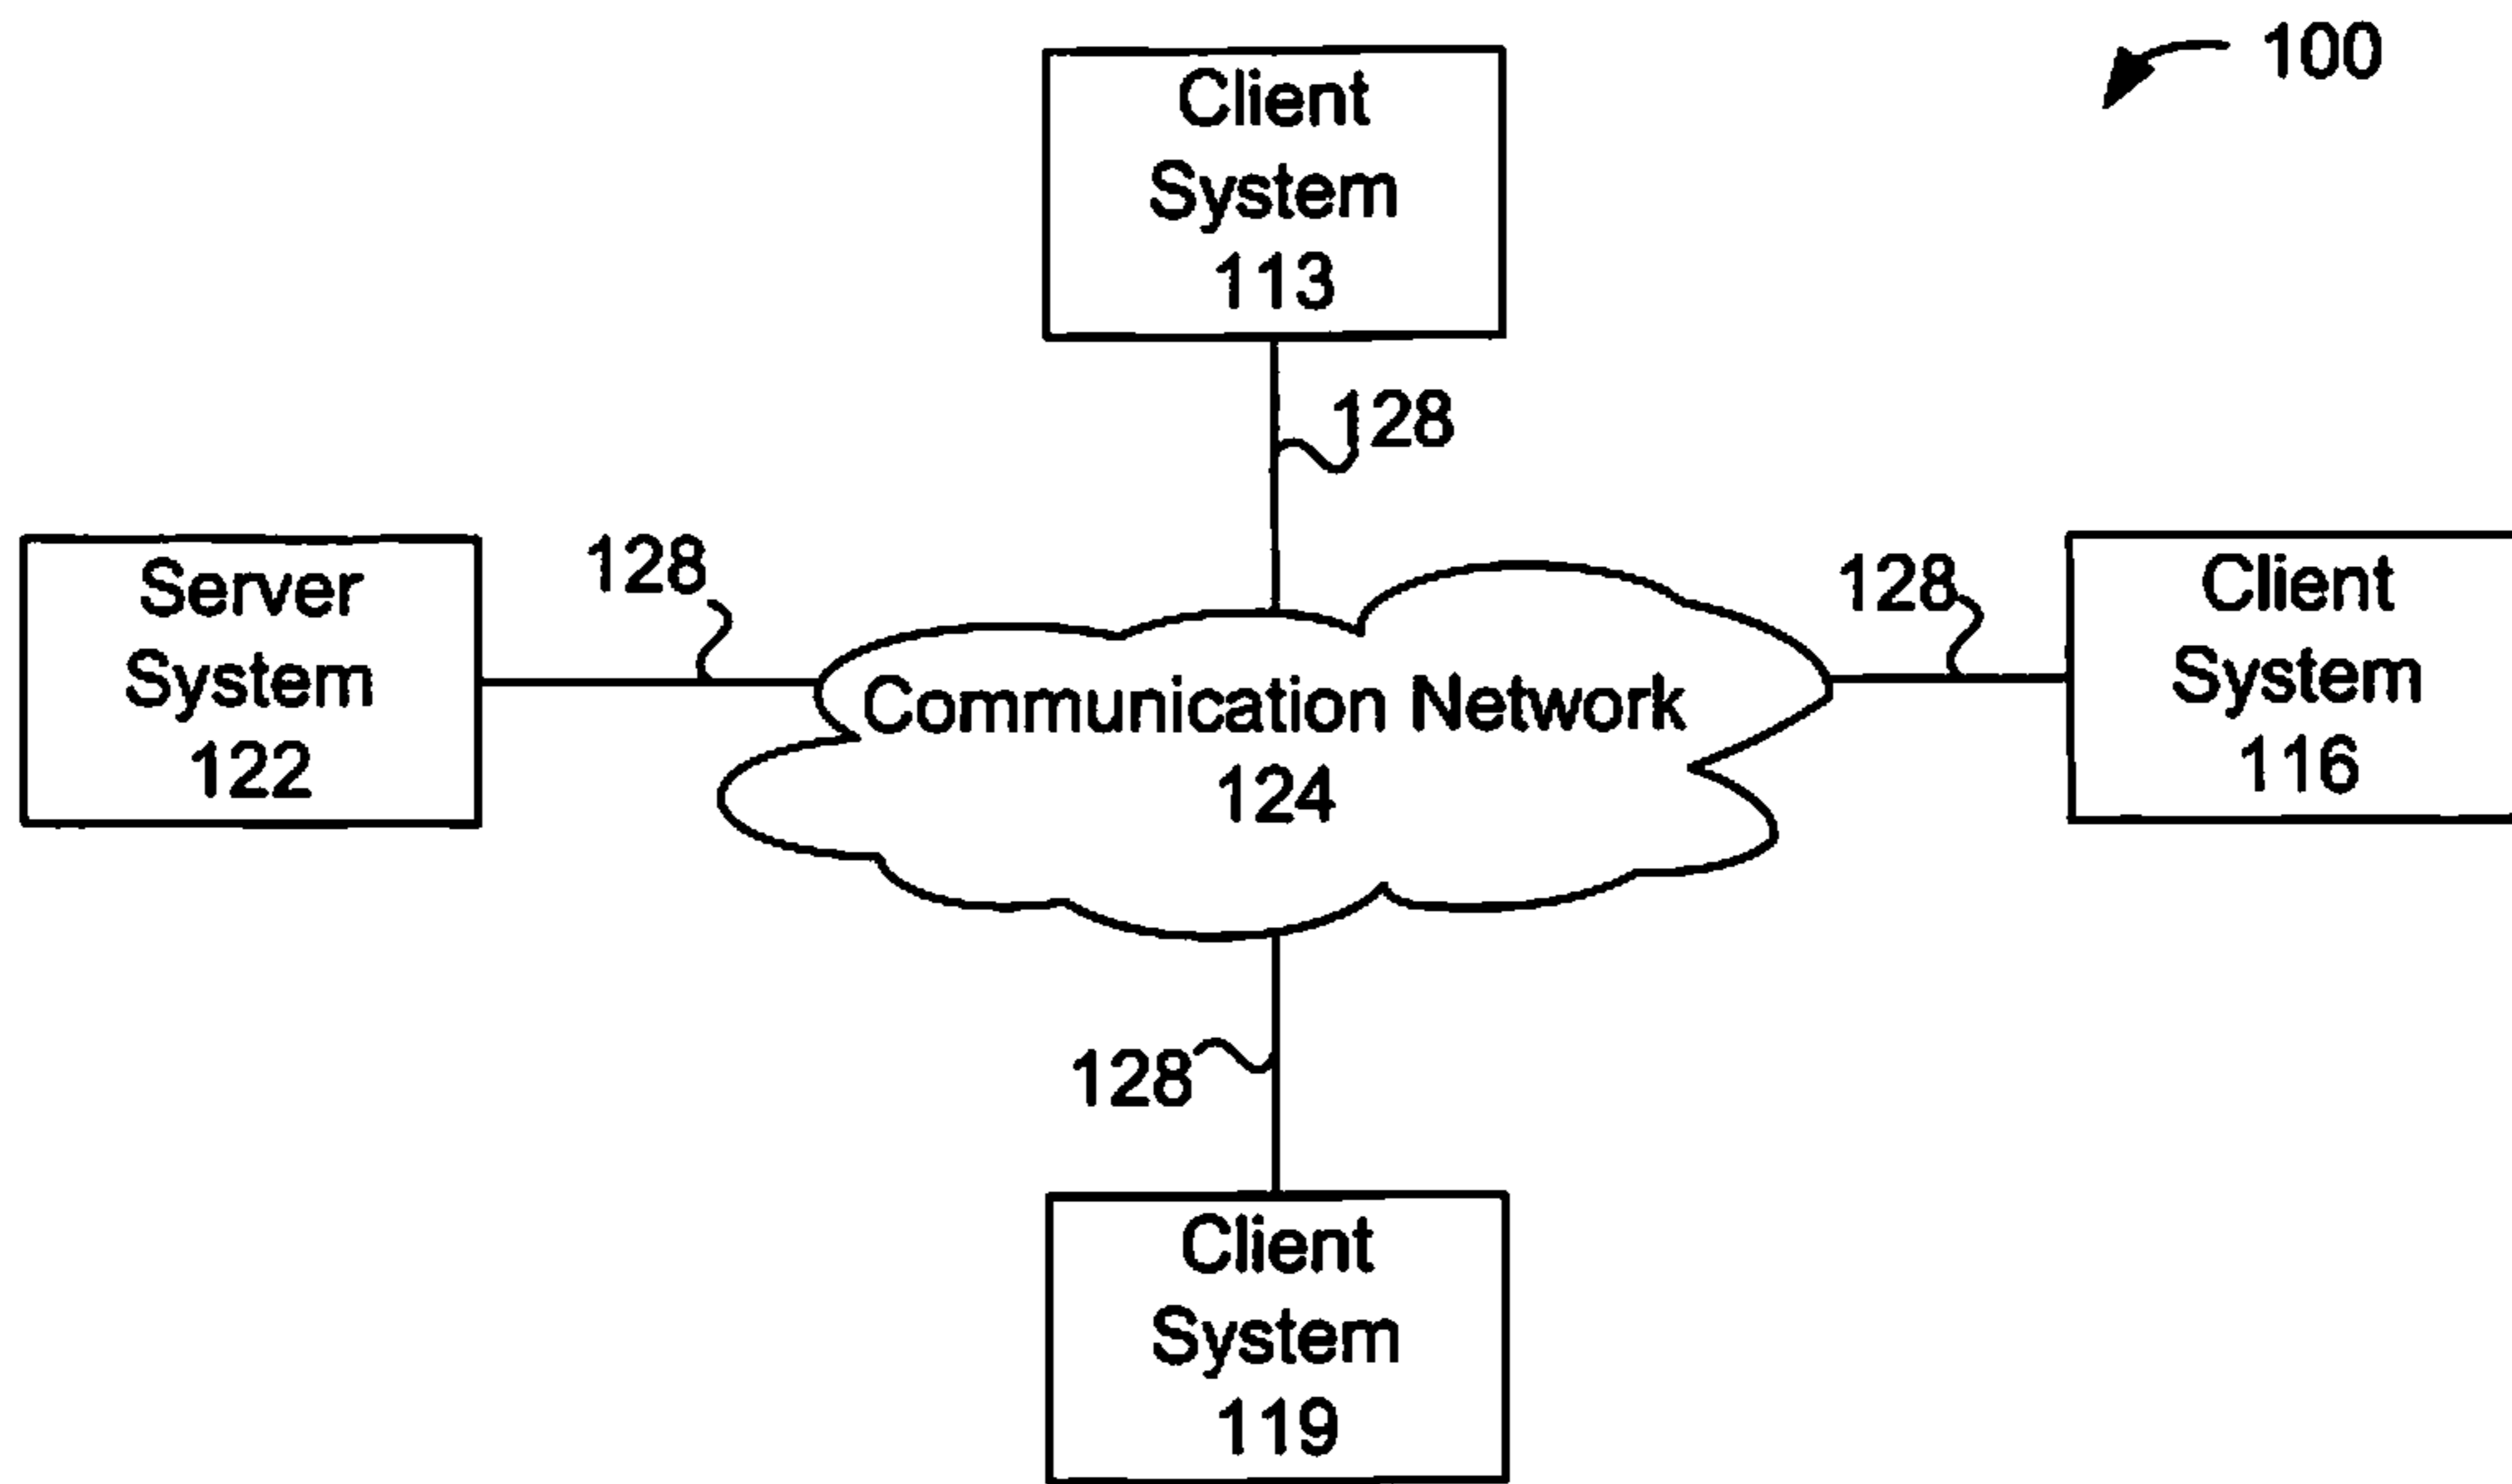 100
Client
System
113
128
Server
System
122
128
Communication Network
124
128
Client
System
116
128
Client
System
119